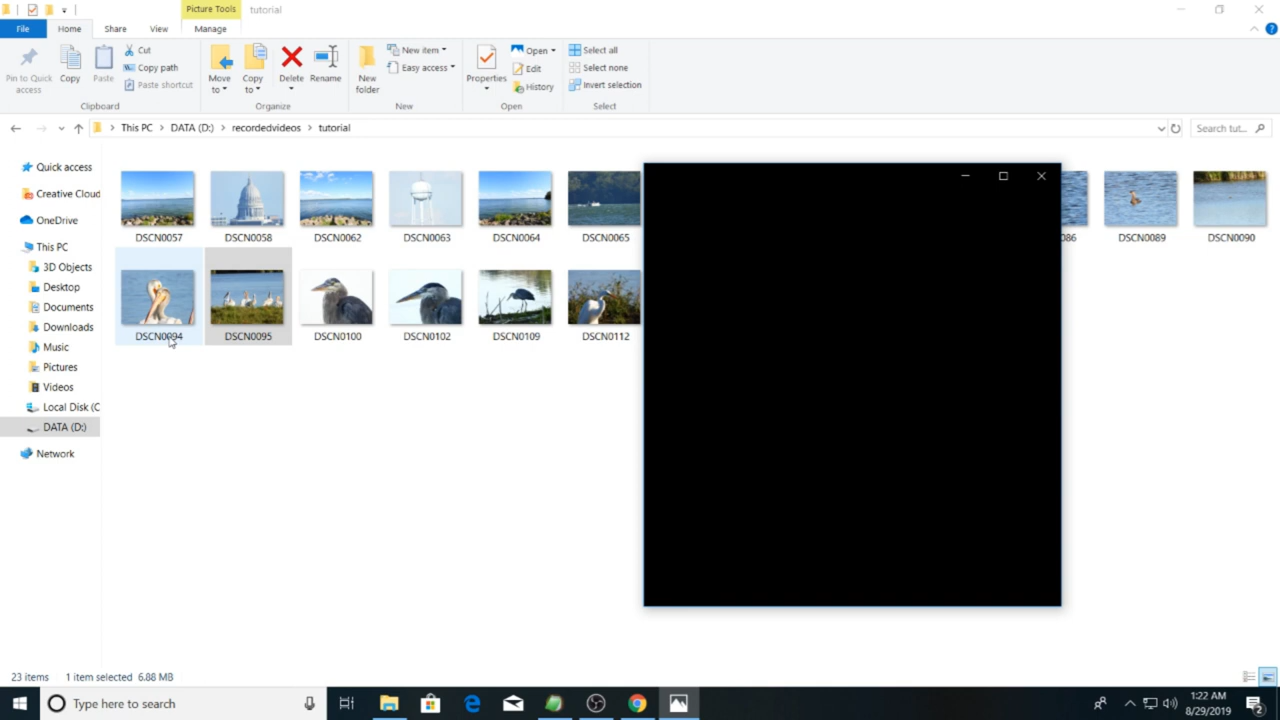 Picture Tools tutorial
File Home Share View Manage
Pin to Quick access
Copy
Paste
Cut
Copy path
Paste shortcut
Clipboard
Move to
Copy to
Delete
Rename
Organize
New folder
New item
Easy access
New
Properties
Open
Edit
History
Open
Select all
Select none
Invert selection
Select
This PC > DATA (D:) > recordedvideos > tutorial
Search tut...
Quick access
Creative Cloud
OneDrive
This PC
3D Objects
Desktop
Documents
Downloads
Music
Pictures
Videos
Local Disk (C
DATA (D:)
Network
DSCN0057 DSCN0058 DSCN0062 DSCN0063 DSCN0064 DSCN0065 086 DSCN0089 DSCN0090
DSCN0094 DSCN0095 DSCN0100 DSCN0102 DSCN0109 DSCN0112
23 items 1 item selected 6.88 MB
Type here to search
1:22 AM
8/29/2019
2